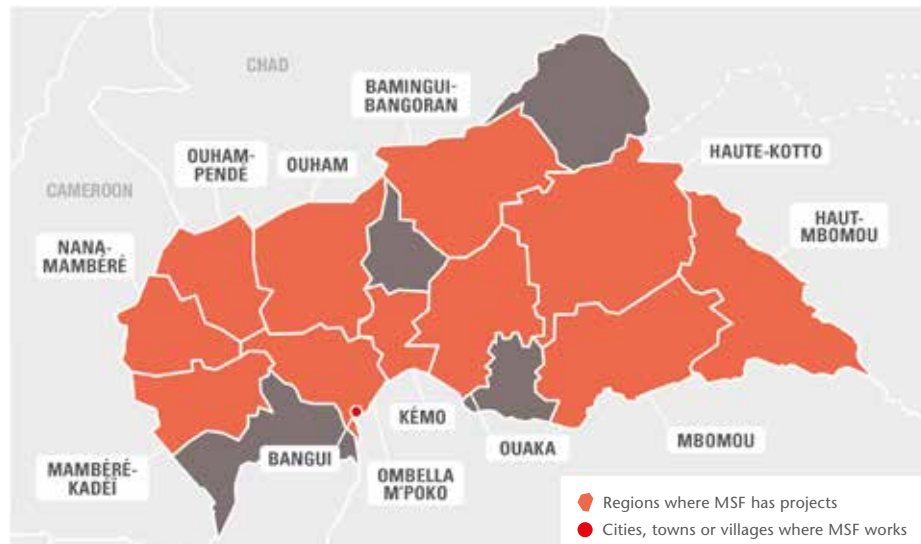 CHAD
BAMINGUI-
BANGORAN
OUHAM-
PENDÉ
OUHAM
HAUTE-KOTTO
CAMEROON
HAUT-
MBOMOU
NANA-
MAMBÉRÉ
KÉMO
MAMBÉRÉ-
KADÉÏ
BANGUI
OMBELLA
M'POKO
OUAKA
MBOMOU
Regions where MSF has projects
Cities, towns or villages where MSF works